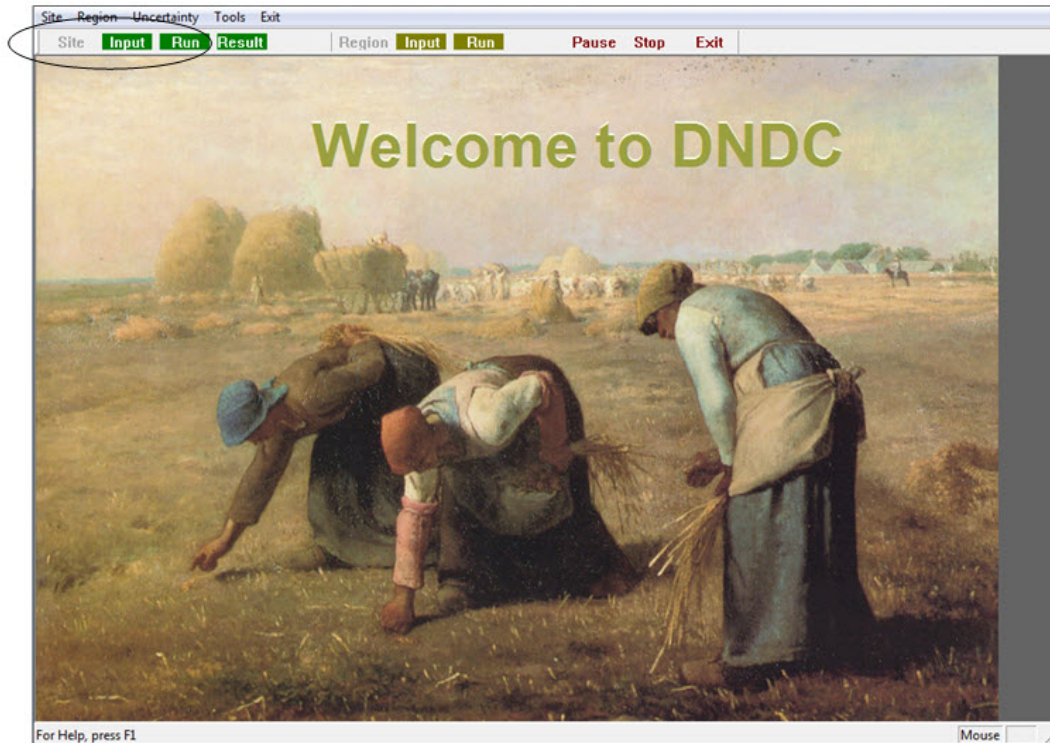 Site Region Uncertainty Tools Exit
Site Input Run Result Region Input Run Pause Stop Exit
Welcome to DNDC
For Help, press F1 Mouse